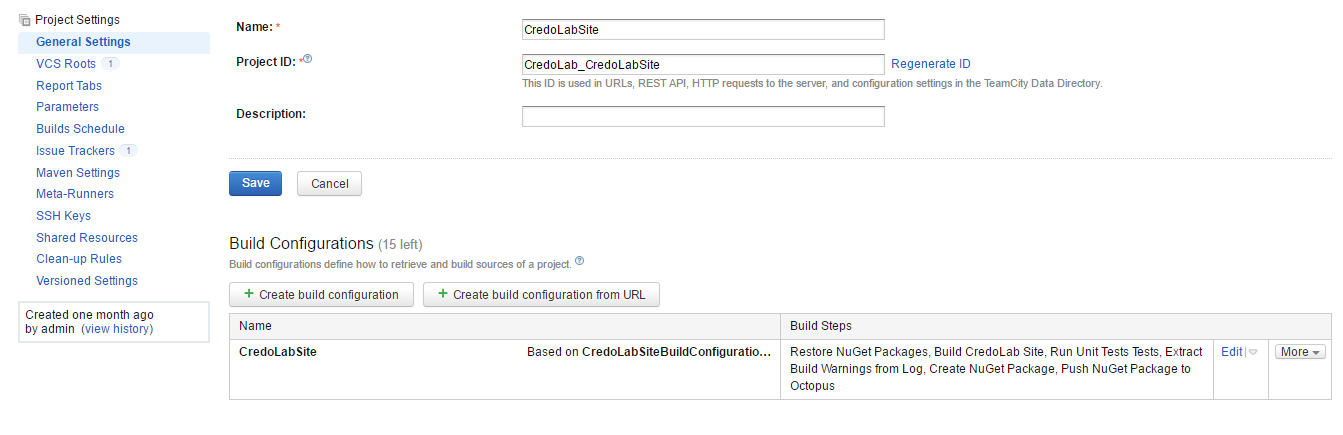 Project Settings
General Settings
VCS Roots 1
Report Tabs
Parameters
Builds Schedule
Issue Trackers 1
Maven Settings
Meta-Runners
SSH Keys
Shared Resources
Clean-up Rules
Versioned Settings
Created one month ago
by admin (view history)
Name: *
CredoLabSite
Project ID: *?
CredoLab_CredoLabSite
Regenerate ID
This ID is used in URLs, REST API, HTTP requests to the server, and configuration settings in the TeamCity Data Directory.
Description:
Save
Cancel
Build Configurations (15 left)
Build configurations define how to retrieve and build sources of a project. ?
+ Create build configuration
+ Create build configuration from URL
Name
Build Steps
CredoLabSite
Based on CredoLabSiteBuildConfiguratio...
Restore NuGet Packages, Build CredoLab Site, Run Unit Tests Tests, Extract
Build Warnings from Log, Create NuGet Package, Push NuGet Package to
Octopus
Edit
More